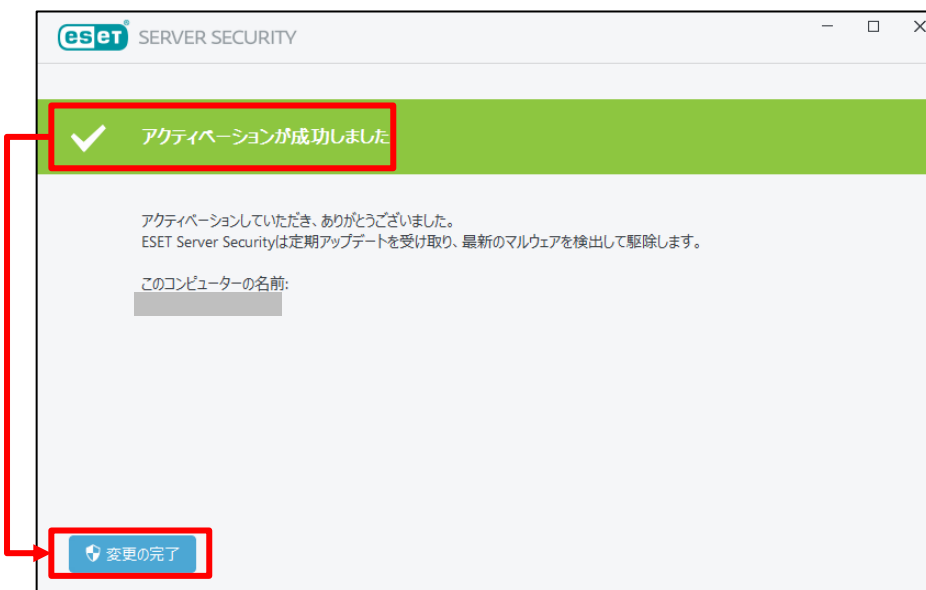 eset SERVER SECURITY
アクティベーションが成功しました
アクティベーションしていただき、ありがとうございました。
ESET Server Securityは定期アップデートを受け取り、最新のマルウェアを検出して駆除します。
このコンピューターの名前:
変更の完了